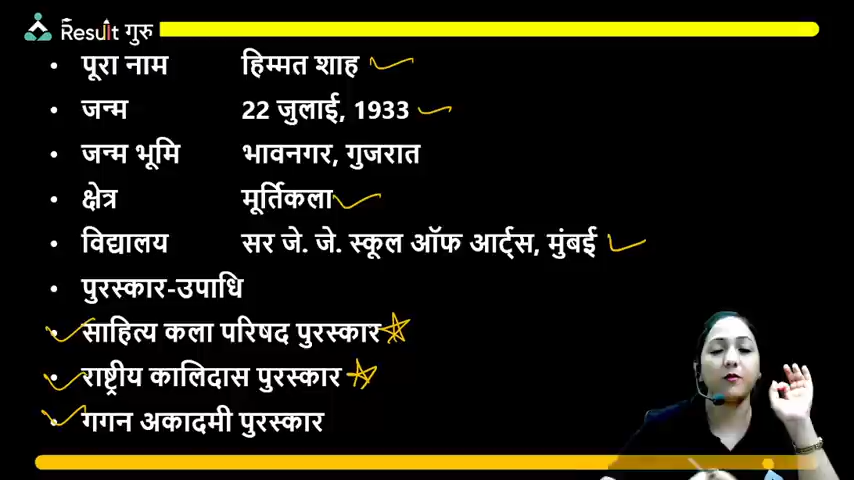 Result गुरु
• पूरा नाम हिम्मत शाह
• जन्म 22 जुलाई, 1933
• जन्म भूमि भावनगर, गुजरात
• क्षेत्र मूर्तिकला
• विद्यालय सर जे. जे. स्कूल ऑफ आर्ट्स, मुंबई
• पुरस्कार-उपाधि
• साहित्य कला परिषद पुरस्कार
• राष्ट्रीय कालिदास पुरस्कार
• गगन अकादमी पुरस्कार